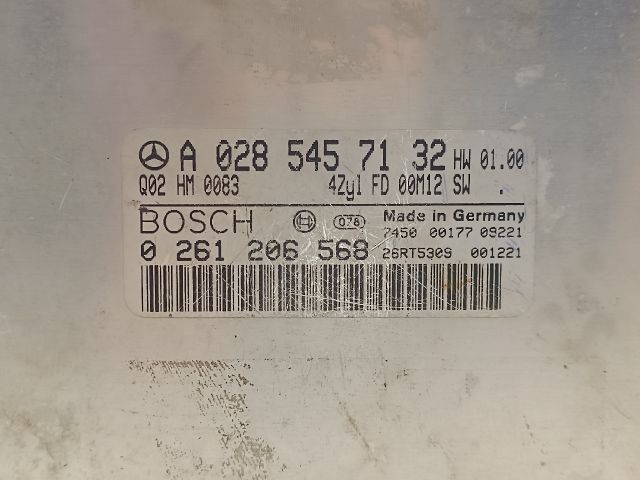 A 028 545 71 32 HW 01.00
Q02 HM 0083 4Zyl FD 00M12 SW .
BOSCH 076 Made in Germany
7450 00177 09221
0 261 206 568 26RT5309 001221